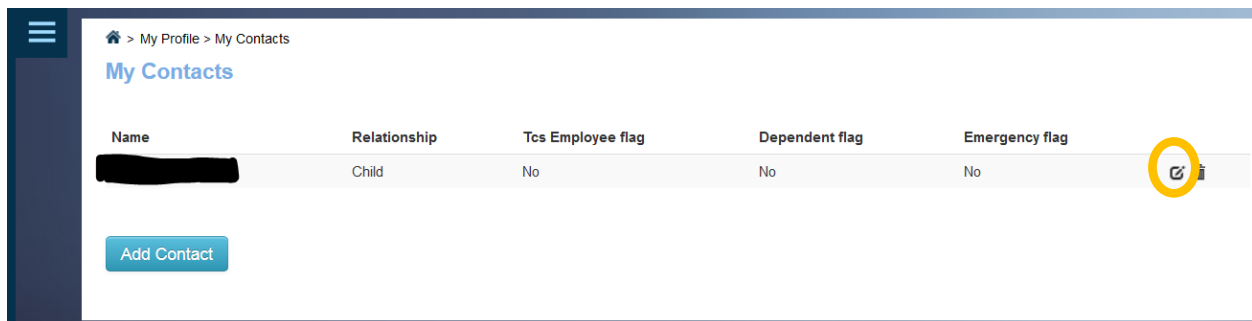 > My Profile > My Contacts
My Contacts
Name Relationship Tcs Employee flag Dependent flag Emergency flag
Child No No No
Add Contact